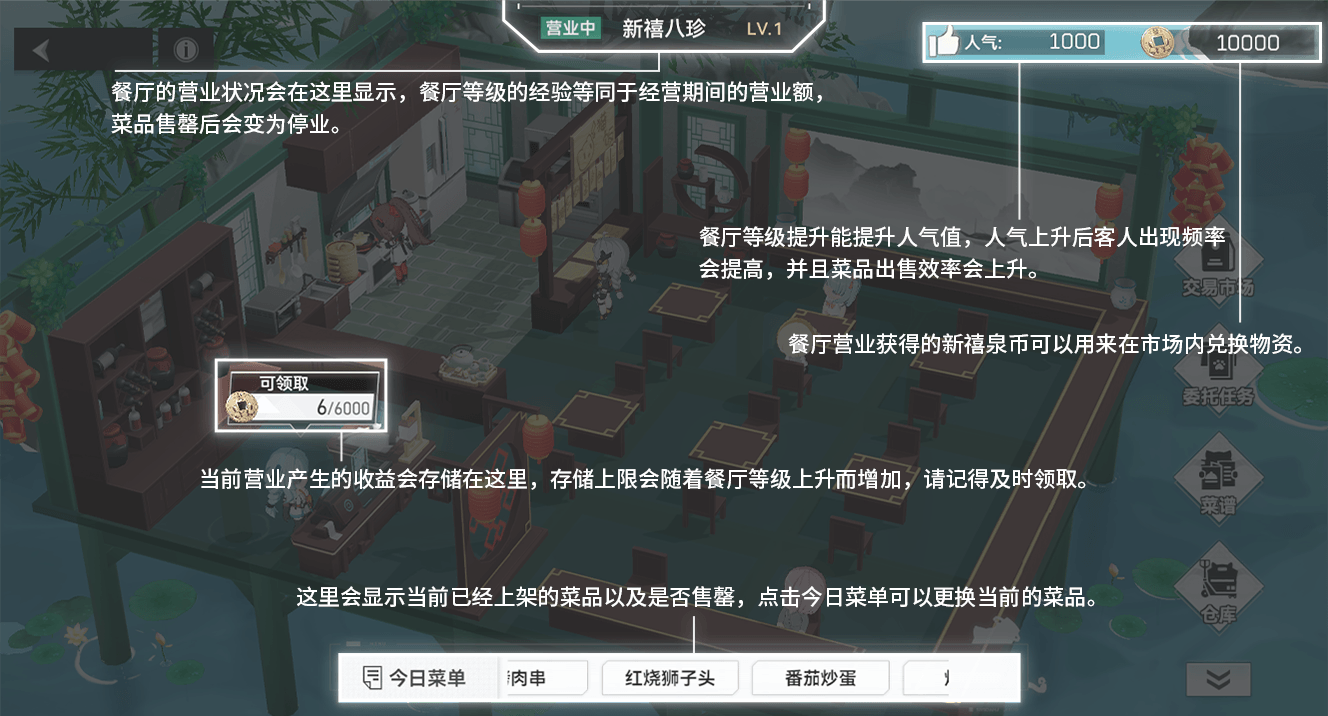 营业中 新禧八珍 LV.1
人气: 1000 10000
餐厅的营业状况会在这里显示，餐厅等级的经验等同于经营期间的营业额，
菜品售罄后会变为停业。
餐厅等级提升能提升人气值，人气上升后客人出现频率
会提高，并且菜品出售效率会上升。
交易市场
餐厅营业获得的新禧泉币可以用来在市场内兑换物资。
可领取
6/6000
委托任务
当前营业产生的收益会存储在这里，存储上限会随着餐厅等级上升而增加，请记得及时领取。
菜谱
这里会显示当前已经上架的菜品以及是否售罄，点击今日菜单可以更换当前的菜品。
仓库
今日菜单 肉串 红烧狮子头 番茄炒蛋